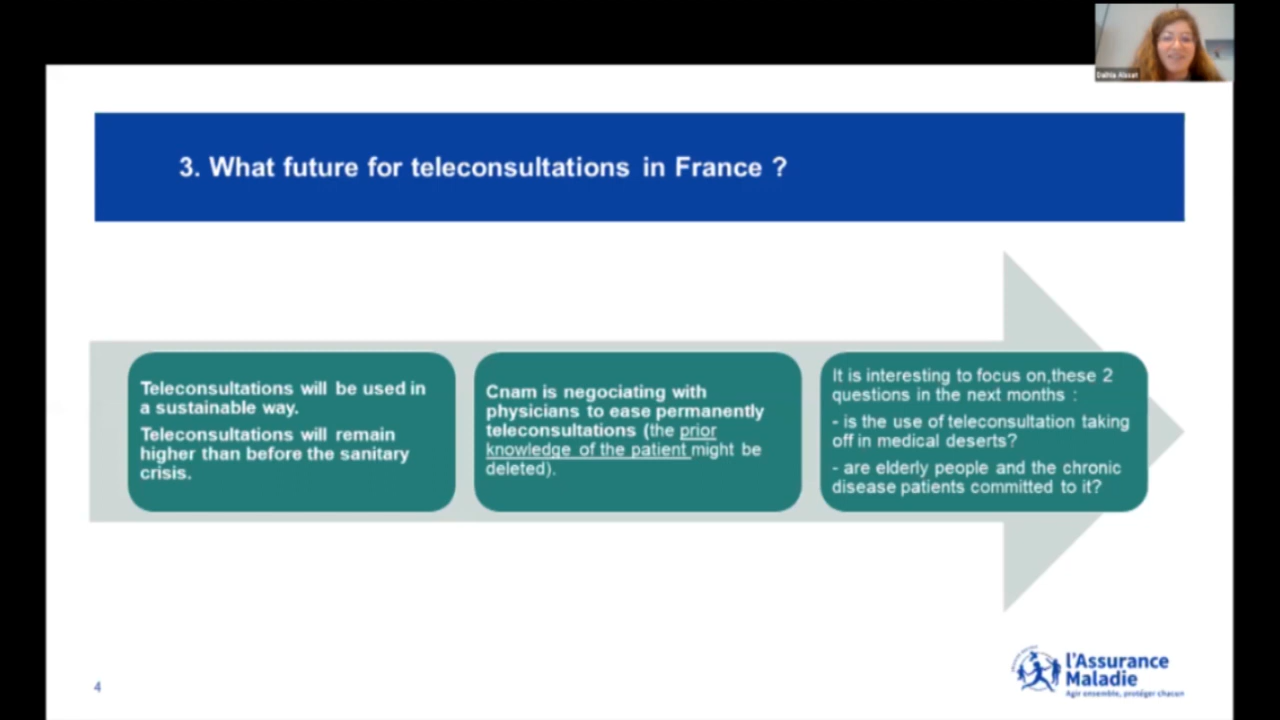 Dalila Aissat
3. What future for teleconsultations in France ?
Teleconsultations will be used in
a sustainable way.
Teleconsultations will remain
higher than before the sanitary
crisis.
Cnam is negociating with
physicians to ease permanently
teleconsultations (the prior
knowledge of the patient might be
deleted).
It is interesting to focus on,these 2
questions in the next months :
- is the use of teleconsultation taking
off in medical deserts?
- are elderly people and the chronic
disease patients committed to it?
4
l'Assurance
Maladie
Agir ensemble, protéger chacun